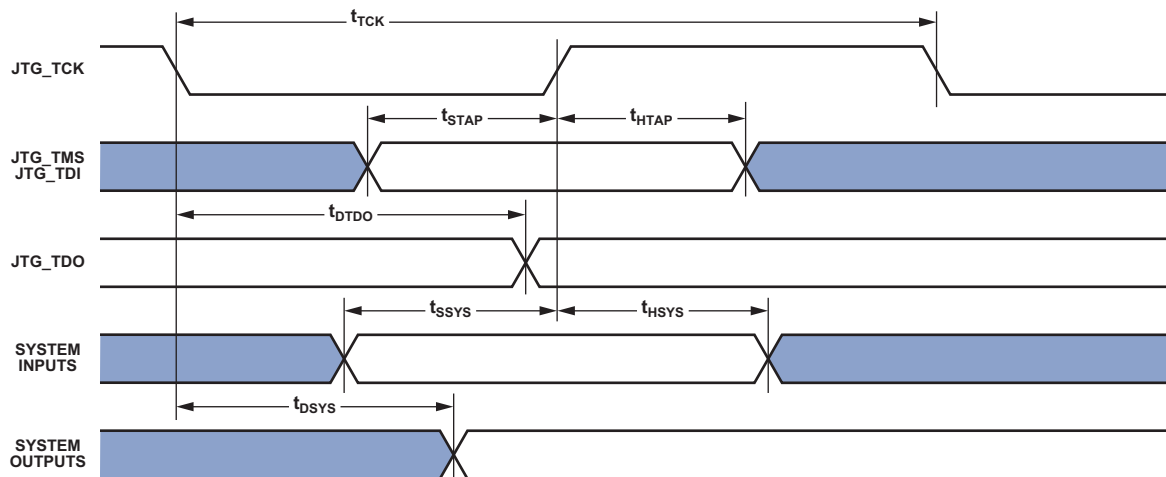 tTCK
JTG_TCK
tSTAP
tHTAP
JTG_TMS
JTG_TDI
tDTDO
JTG_TDO
tSSYS
tHSYS
SYSTEM
INPUTS
tDSYS
SYSTEM
OUTPUTS